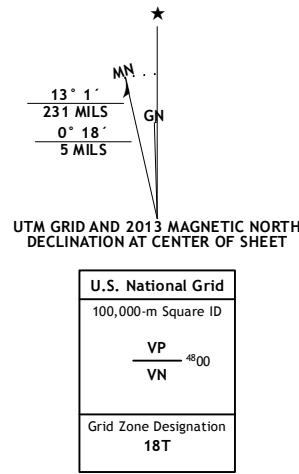 ★
MN
GN
13° 1´
231 MILS
0° 18´
5 MILS
UTM GRID AND 2013 MAGNETIC NORTH
DECLINATION AT CENTER OF SHEET
U.S. National Grid
100,000-m Square ID
VP
4800
VN
Grid Zone Designation
18T